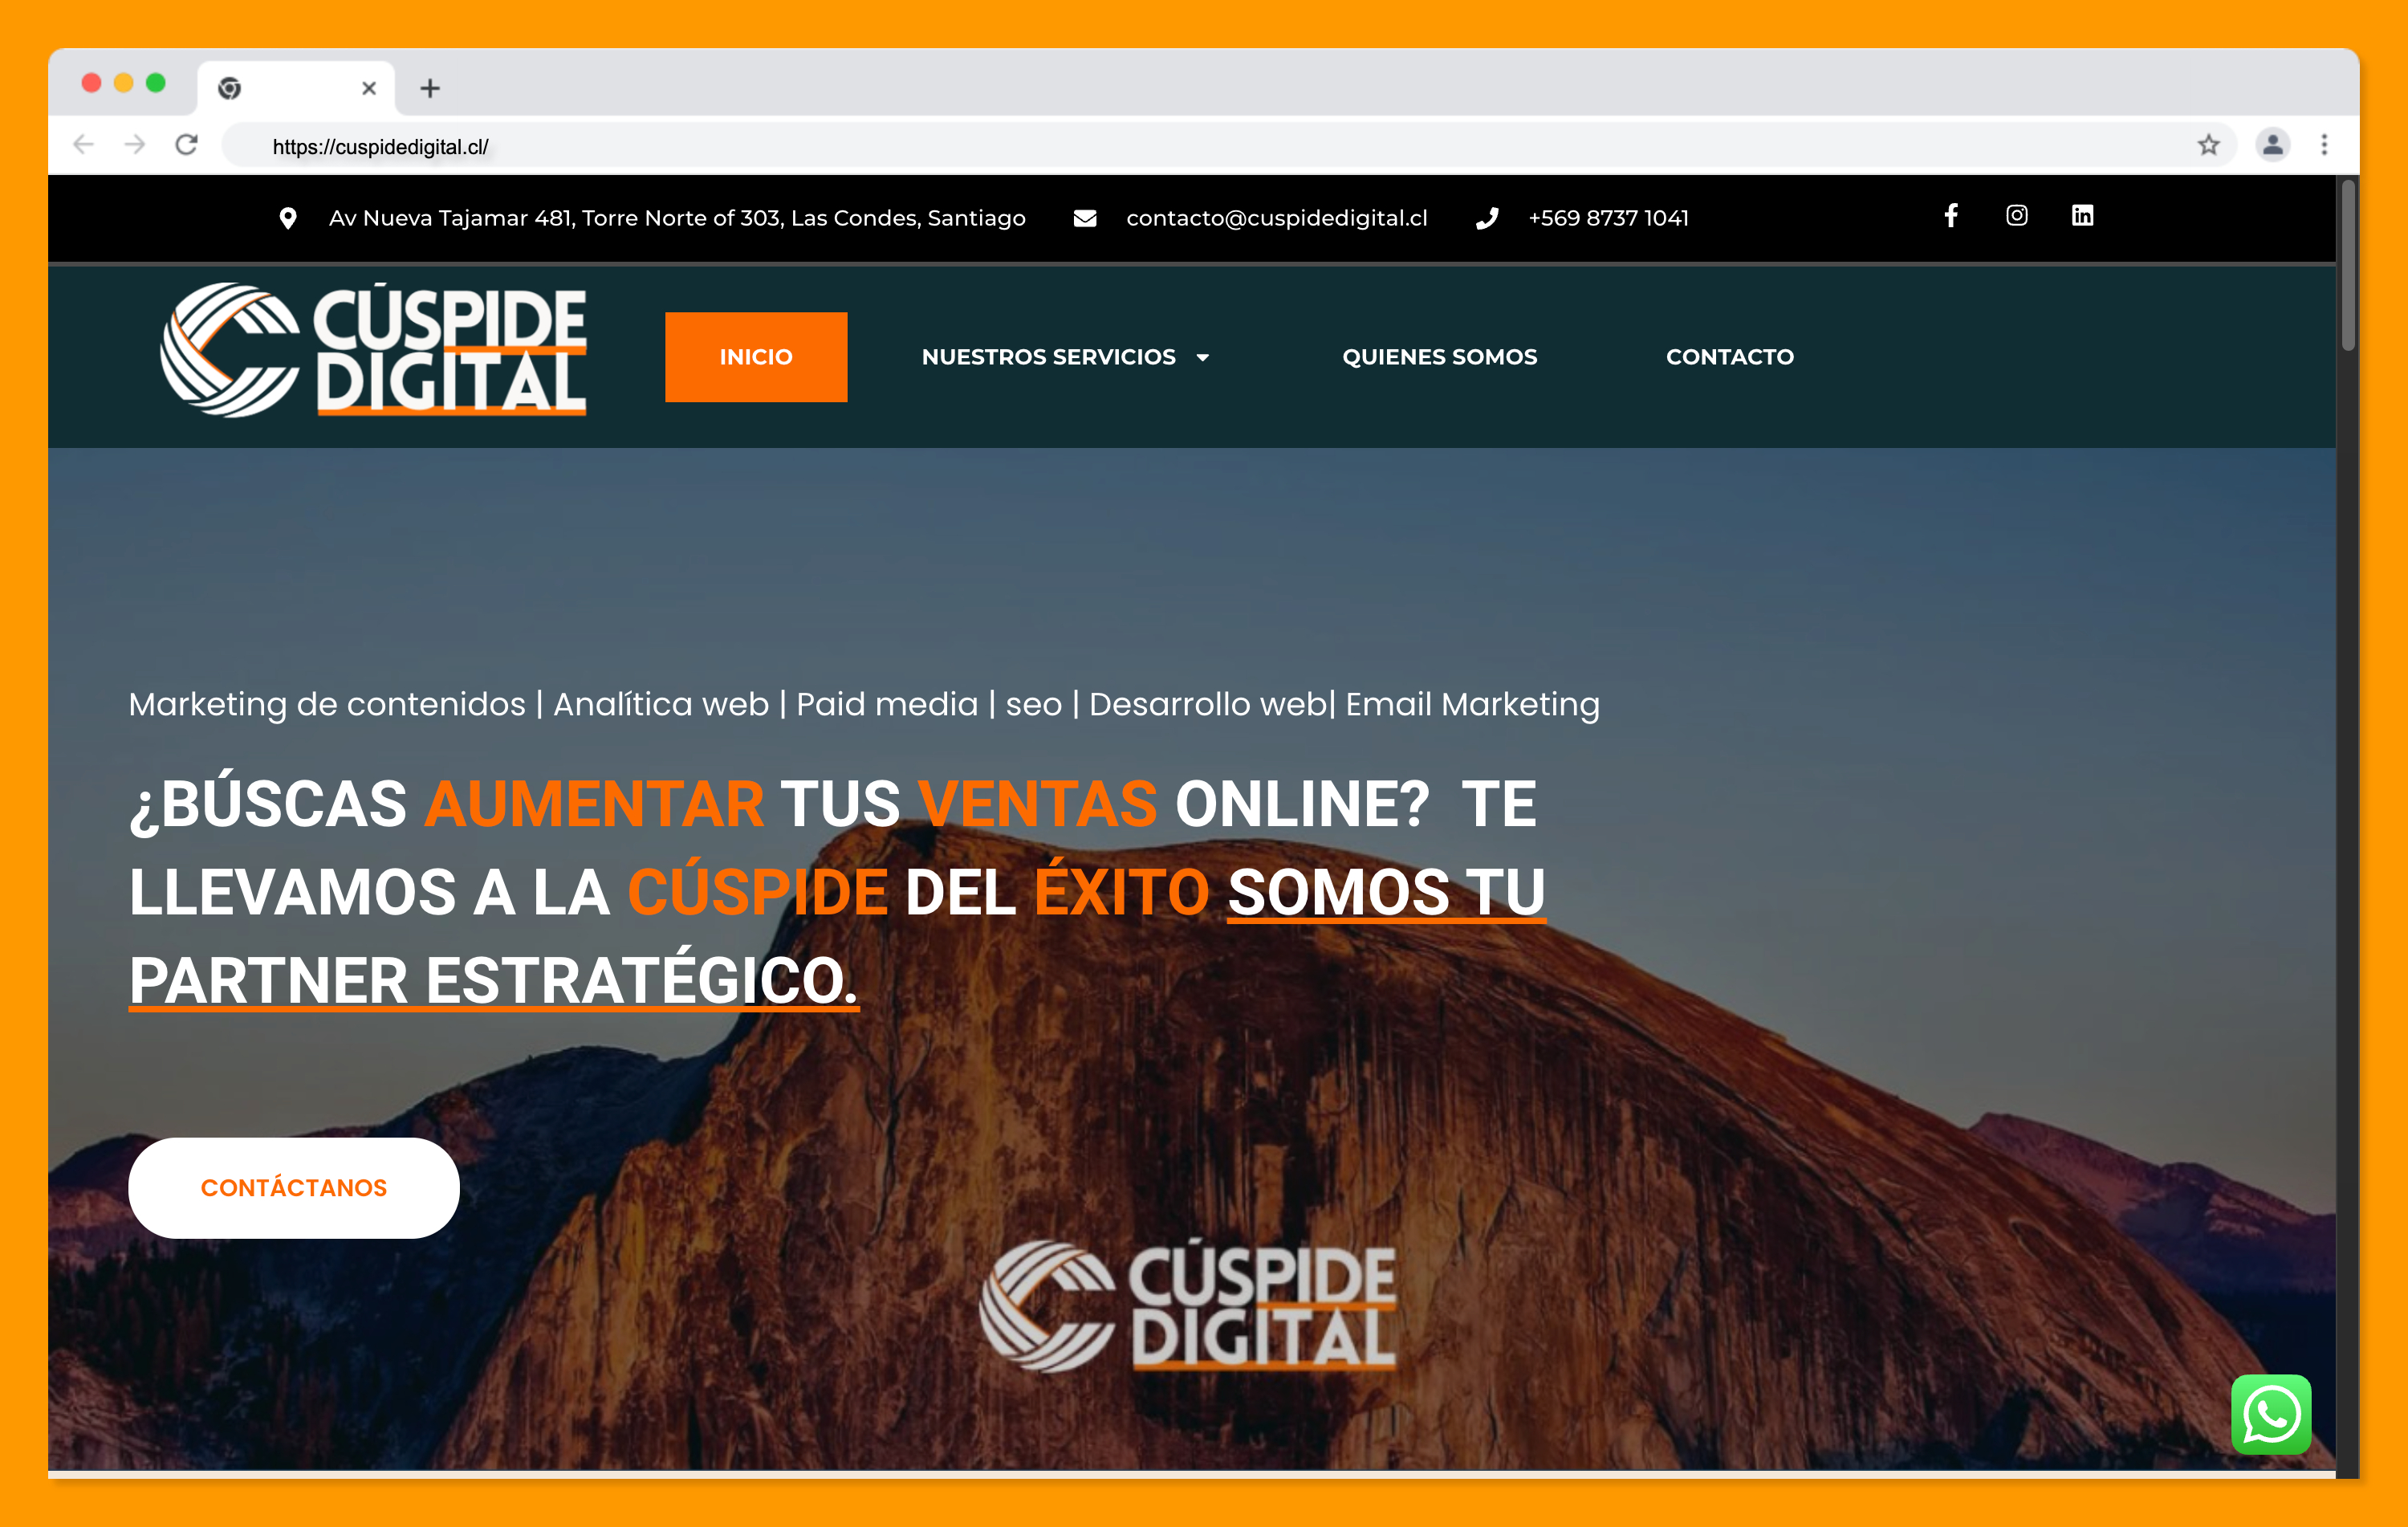 https://cuspidedigital.cl/
Av Nueva Tajamar 481, Torre Norte of 303, Las Condes, Santiago
contacto@cuspidedigital.cl
+569 8737 1041
CÚSPIDE
DIGITAL
INICIO
NUESTROS SERVICIOS
QUIENES SOMOS
CONTACTO
Marketing de contenidos | Analítica web | Paid media | seo | Desarrollo web| Email Marketing
¿BÚSCAS AUMENTAR TUS VENTAS ONLINE?  TE
LLEVAMOS A LA CÚSPIDE DEL ÉXITO SOMOS TU
PARTNER ESTRATÉGICO.
CONTÁCTANOS
CÚSPIDE
DIGITAL